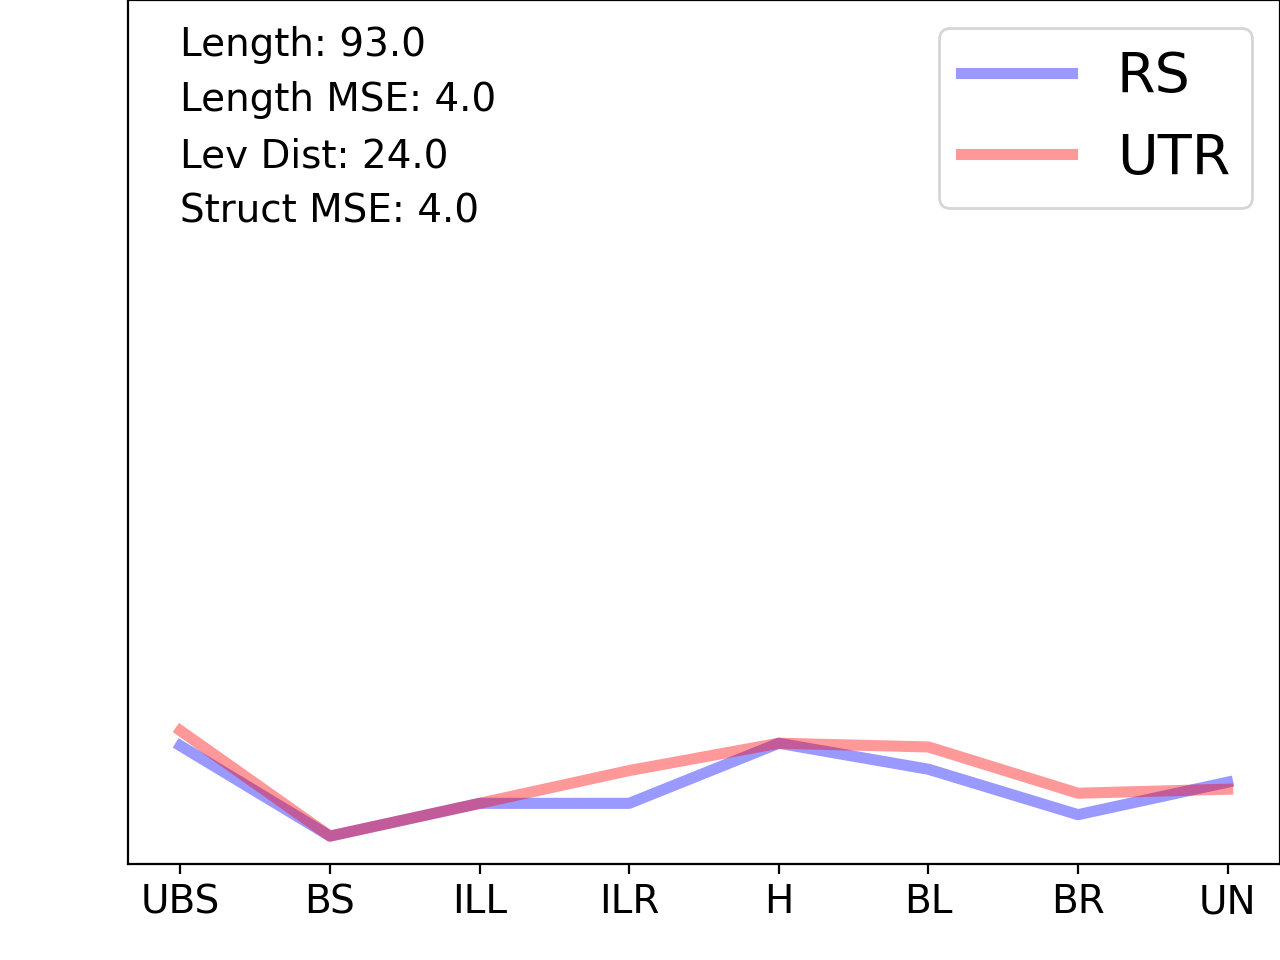 Length: 93.0
Length MSE: 4.0
Lev Dist: 24.0
Struct MSE: 4.0
RS
UTR
UBS BS ILL ILR H BL BR UN